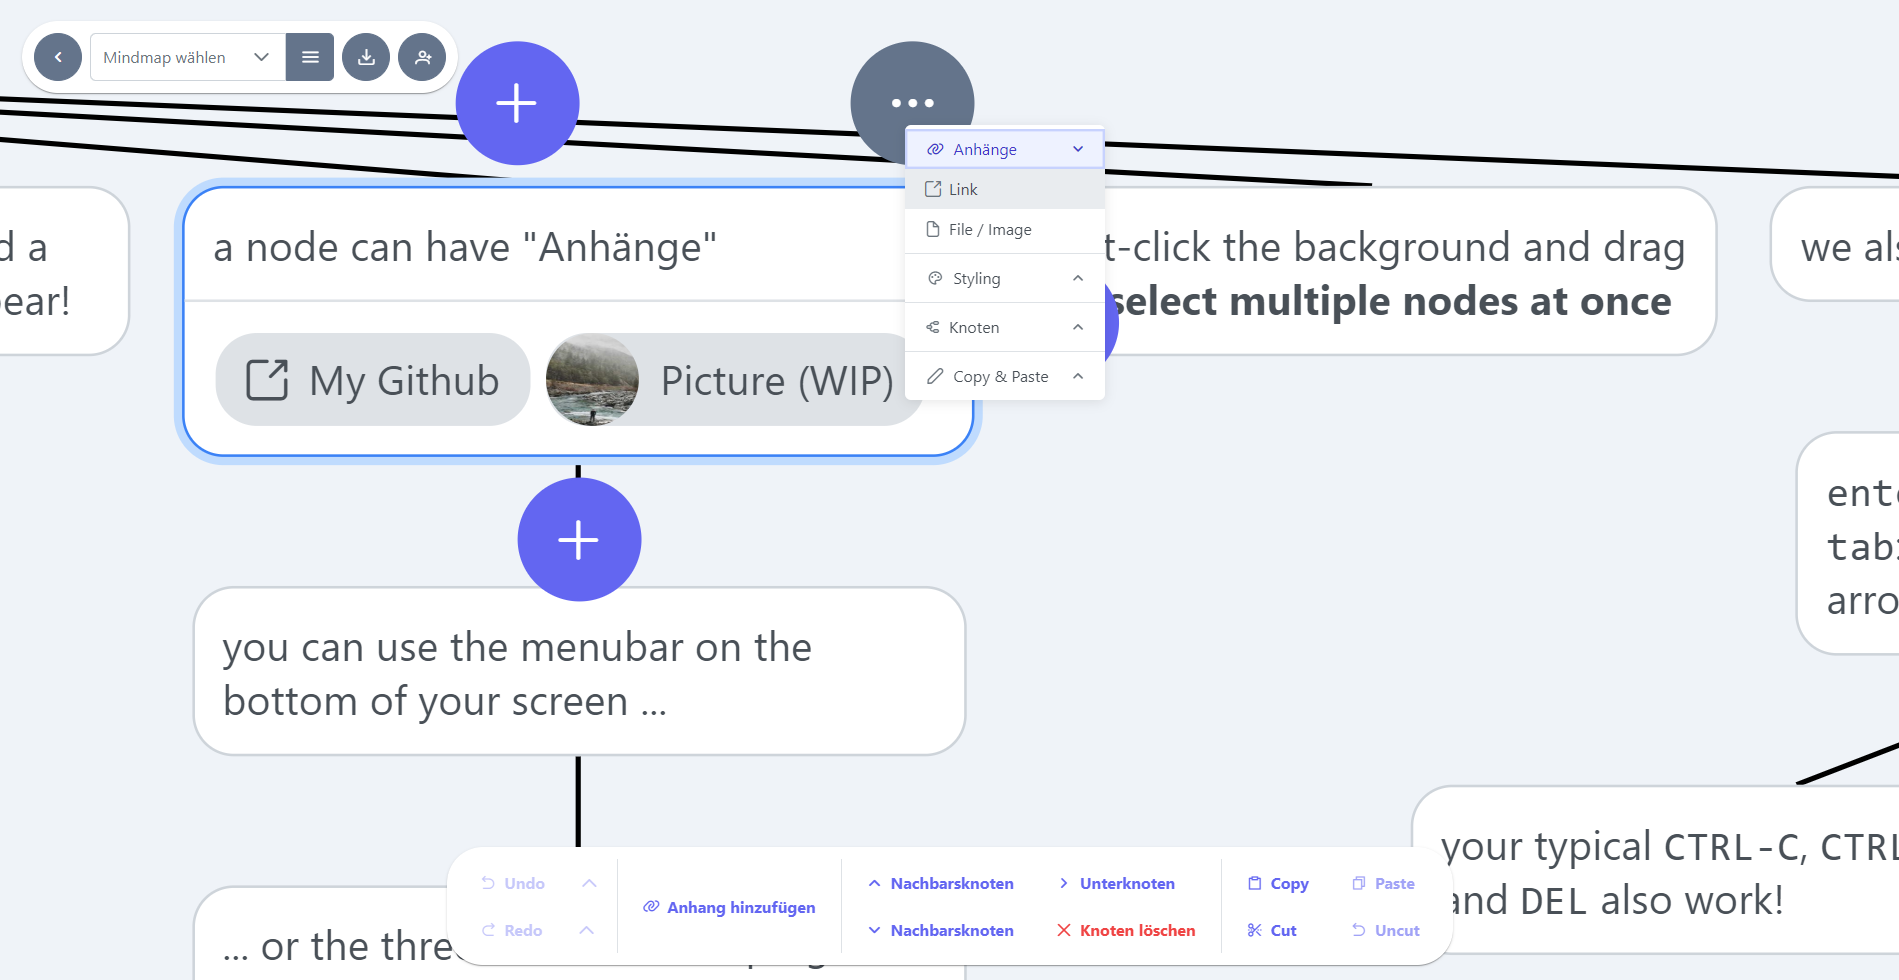 Mindmap wählen
Anhänge
Link
File / Image
Styling
Knoten
Copy & Paste
d a
ear!
a node can have "Anhänge"
My Github
Picture (WIP)
t-click the background and drag
select multiple nodes at once
we als
you can use the menubar on the
bottom of your screen ...
ente
tab
arro
your typical CTRL-C, CTRL
and DEL also work!
... or the thre
Undo
Redo
Anhang hinzufügen
Nachbarsknoten
Nachbarsknoten
Unterknoten
Knoten löschen
Copy
Cut
Paste
Uncut